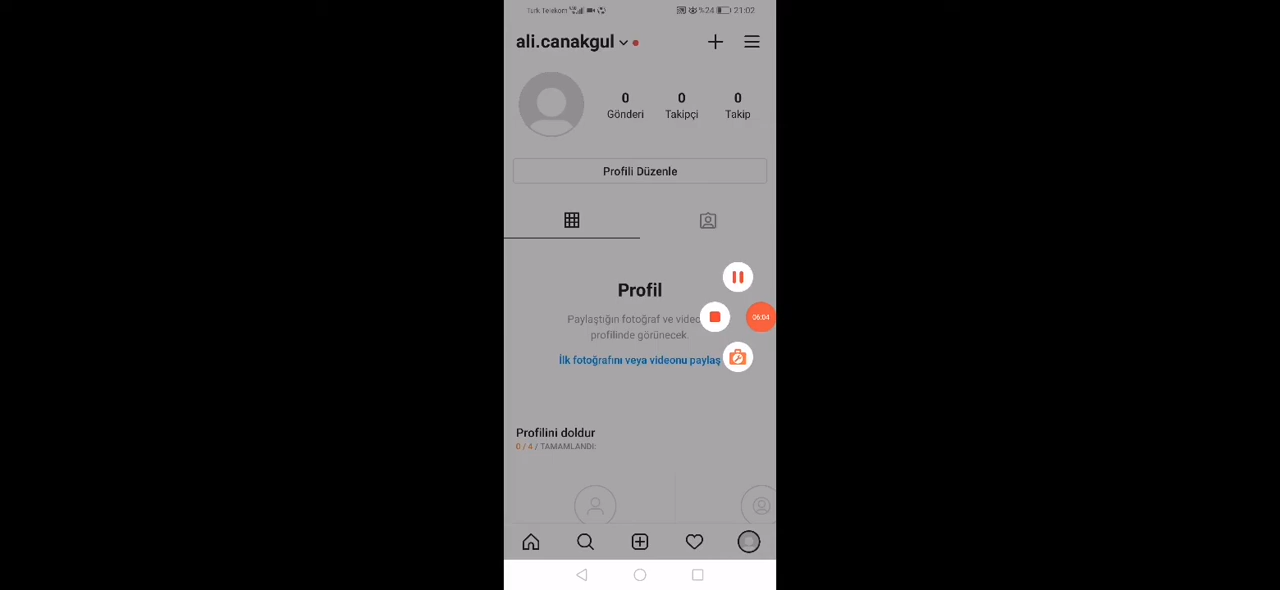 Türk Telekom %24 21:02
ali.canakgul
0 0 0
Gönderi Takipçi Takip
Profili Düzenle
06:04
Profil
Paylaştığın fotoğraf ve
profilinde görünecek.
İlk fotoğrafını veya videonu paylaş
Profilini doldur
0 / 4 / TAMAMLANDI: